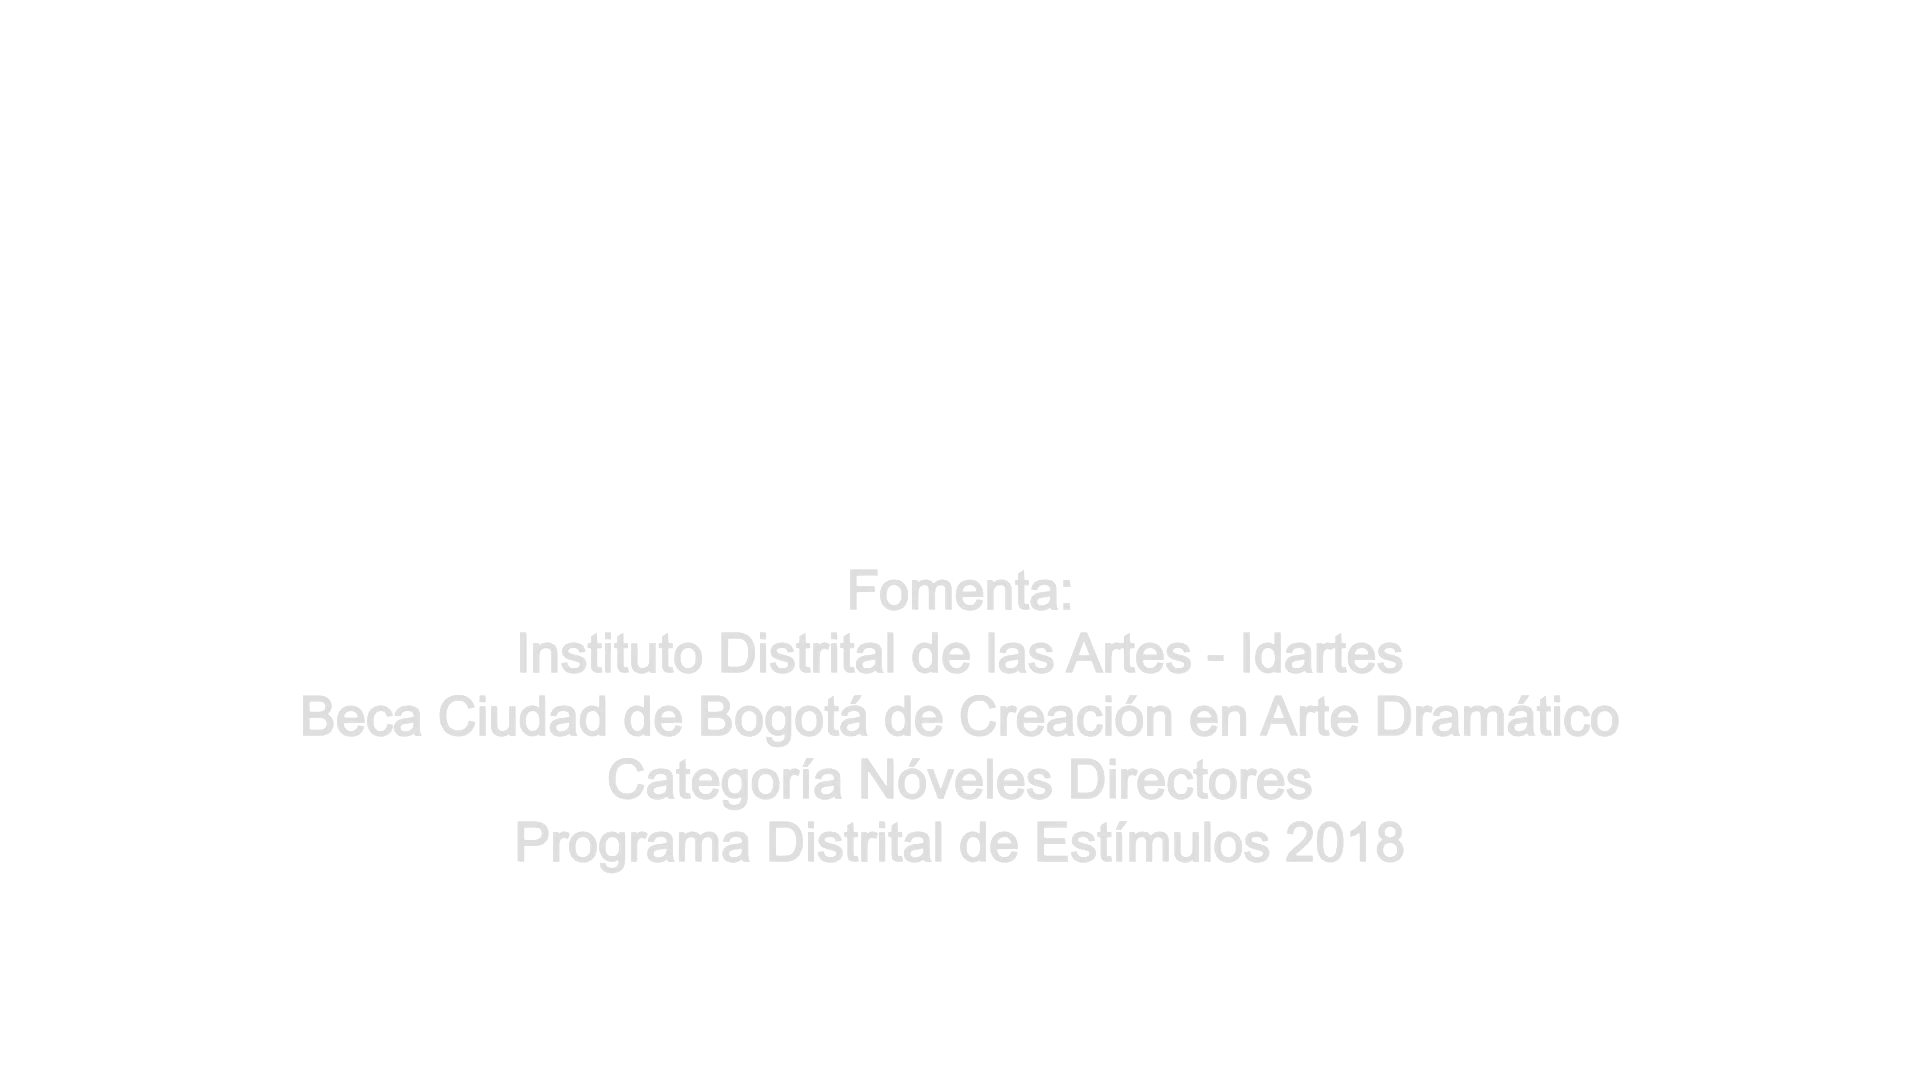 Fomenta:
Instituto Distrital de las Artes - Idartes
Beca Ciudad de Bogotá de Creación en Arte Dramático
Categoría Nóveles Directores
Programa Distrital de Estímulos 2018